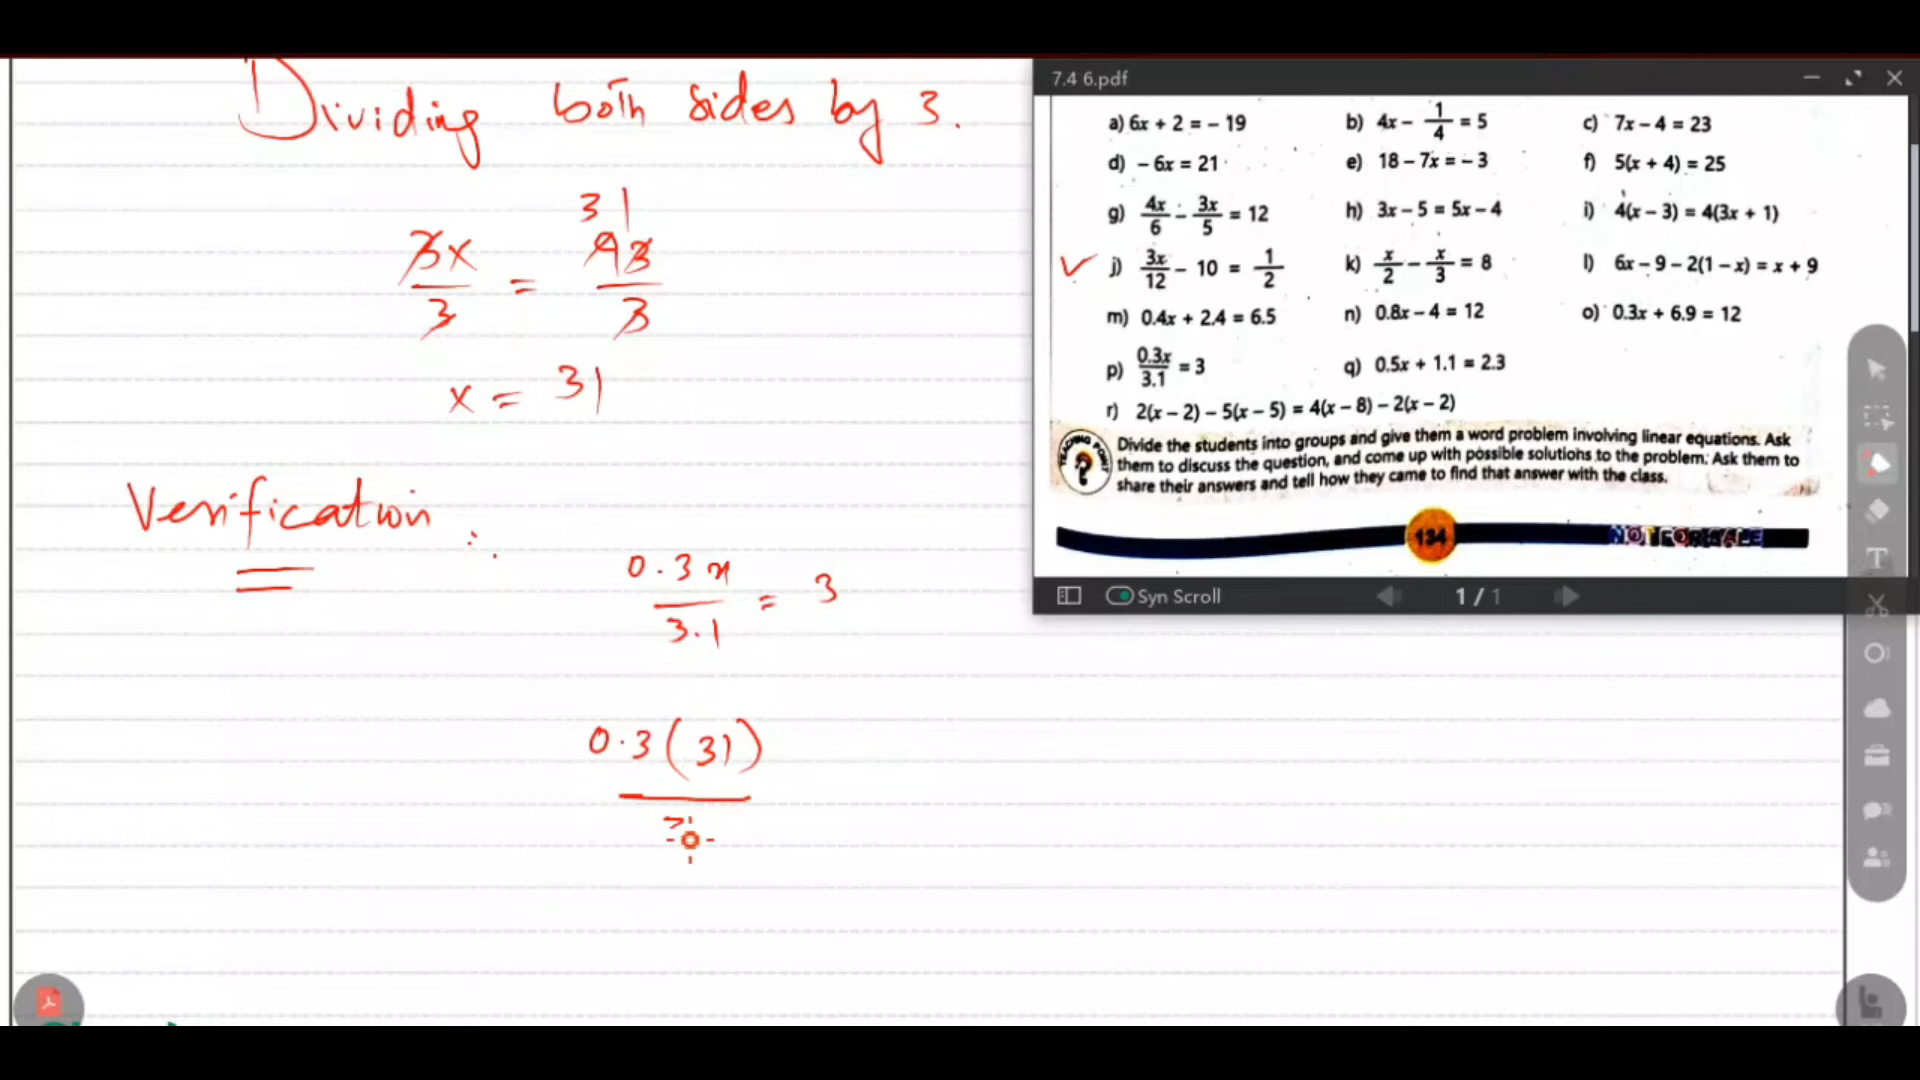 Dividing both sides by 3.
3x/3 = 93/3
31
x = 31
Verification :
0.3x/3.1 = 3
0.3(31)
7.4 6.pdf
a) 6x + 2 = – 19 b) 4x – 1/4 = 5 c) 7x – 4 = 23
d) – 6x = 21 e) 18 – 7x = – 3 f) 5(x + 4) = 25
g) 4x/6 – 3x/5 = 12 h) 3x – 5 = 5x – 4 i) 4(x – 3) = 4(3x + 1)
j) 3x/12 – 10 = 1/2 k) x/2 – x/3 = 8 l) 6x – 9 – 2(1 – x) = x + 9
m) 0.4x + 2.4 = 6.5 n) 0.8x – 4 = 12 o) 0.3x + 6.9 = 12
p) 0.3x/3.1 = 3 q) 0.5x + 1.1 = 2.3
r) 2(x – 2) – 5(x – 5) = 4(x – 8) – 2(x – 2)
TEACHING POINT
?
Divide the students into groups and give them a word problem involving linear equations. Ask
them to discuss the question, and come up with possible solutions to the problem. Ask them to
share their answers and tell how they came to find that answer with the class.
134
NOT FOR SALE
Syn Scroll
1 / 1
T